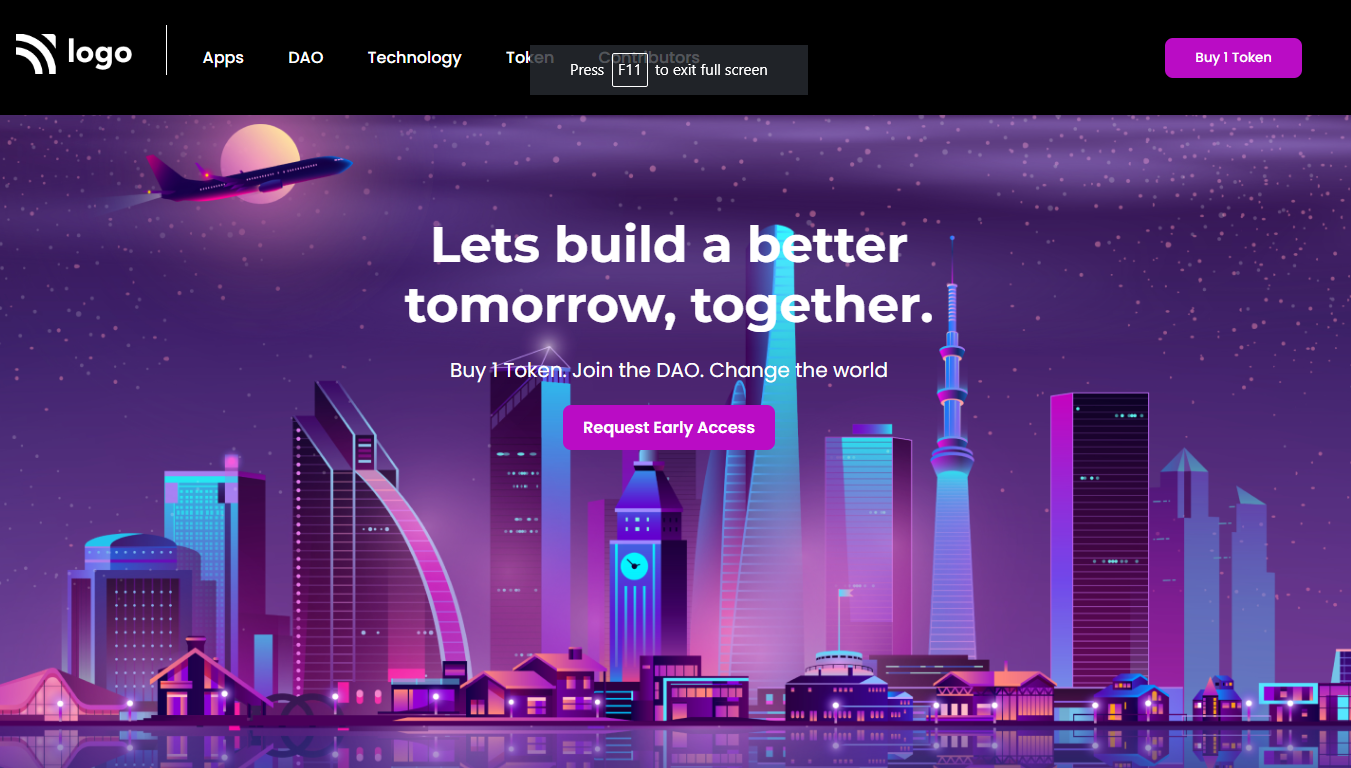 logo
Apps
DAO
Technology
Token
Contributors
Buy 1 Token
Press F11 to exit full screen
Lets build a better
tomorrow, together.
Buy 1 Token. Join the DAO. Change the world
Request Early Access